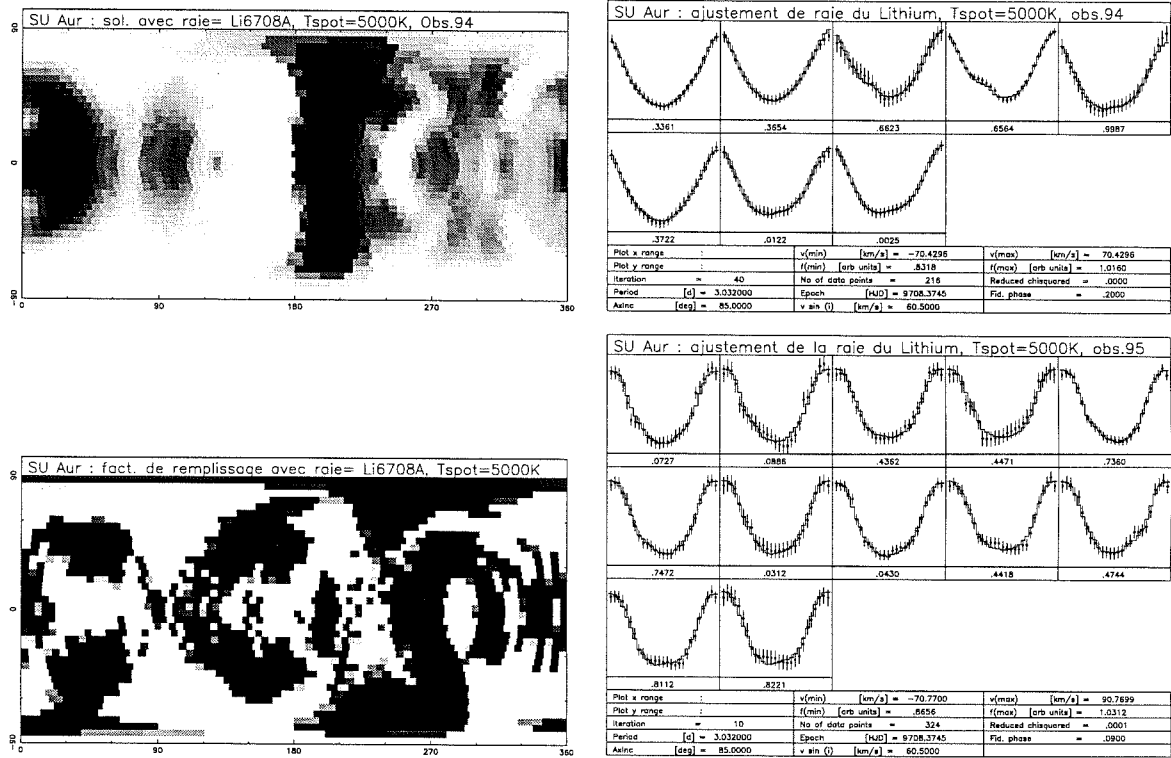 SU Aur : sol. avec raie= Li6708A, Tspot=5000K, Obs.94
90
0
-90
0 90 180 270 360
SU Aur : ajustement de raie du Lithium, Tspot=5000K, obs.94
.3361 .3654 .6623 .6564 .9987
.3722 .0122 .0025
Plot x range : v(min) [km/s] = -70.4296 v(max) [km/s] = 70.4296
Plot y range : f(min) [arb units] = .8318 f(max) [arb units] = 1.0160
Iteration = 40 No of data points = 216 Reduced chisquared = .0000
Period [d] = 3.032000 Epoch [HJD] = 9708.3745 Fid. phase = .2000
Axinc [deg] = 85.0000 v sin (i) [km/s] = 60.5000
SU Aur : fact. de remplissage avec raie= Li6708A, Tspot=5000K
90
0
-90
0 90 180 270 360
SU Aur : ajustement de la raie du Lithium, Tspot=5000K, obs.95
.0727 .0886 .4362 .4471 .7360
.7472 .0312 .0430 .4418 .4744
.8112 .8221
Plot x range : v(min) [km/s] = -70.7700 v(max) [km/s] = 90.7699
Plot y range : f(min) [arb units] = .8656 f(max) [arb units] = 1.0312
Iteration = 10 No of data points = 324 Reduced chisquared = .0001
Period [d] = 3.032000 Epoch [HJD] = 9708.3745 Fid. phase = .0900
Axinc [deg] = 85.0000 v sin (i) [km/s] = 60.5000